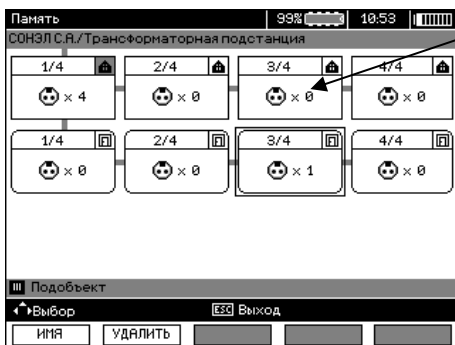 Память 99% 10:53
СОНЭЛ С.А./Трансформаторная подстанция
1/4 2/4 3/4 4/4
× 4 × 0 × 0 × 0
1/4 2/4 3/4 4/4
× 0 × 0 × 1 × 0
Подобъект
Выбор ESC Выход
ИМЯ УДАЛИТЬ